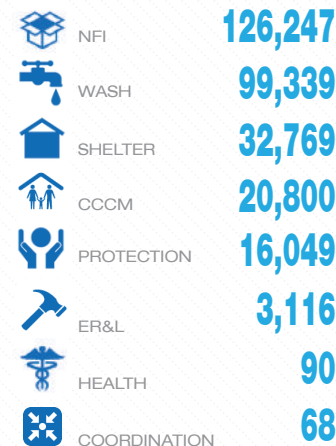 NFI 126,247
WASH 99,339
SHELTER 32,769
CCCM 20,800
PROTECTION 16,049
ER&L 3,116
HEALTH 90
COORDINATION 68